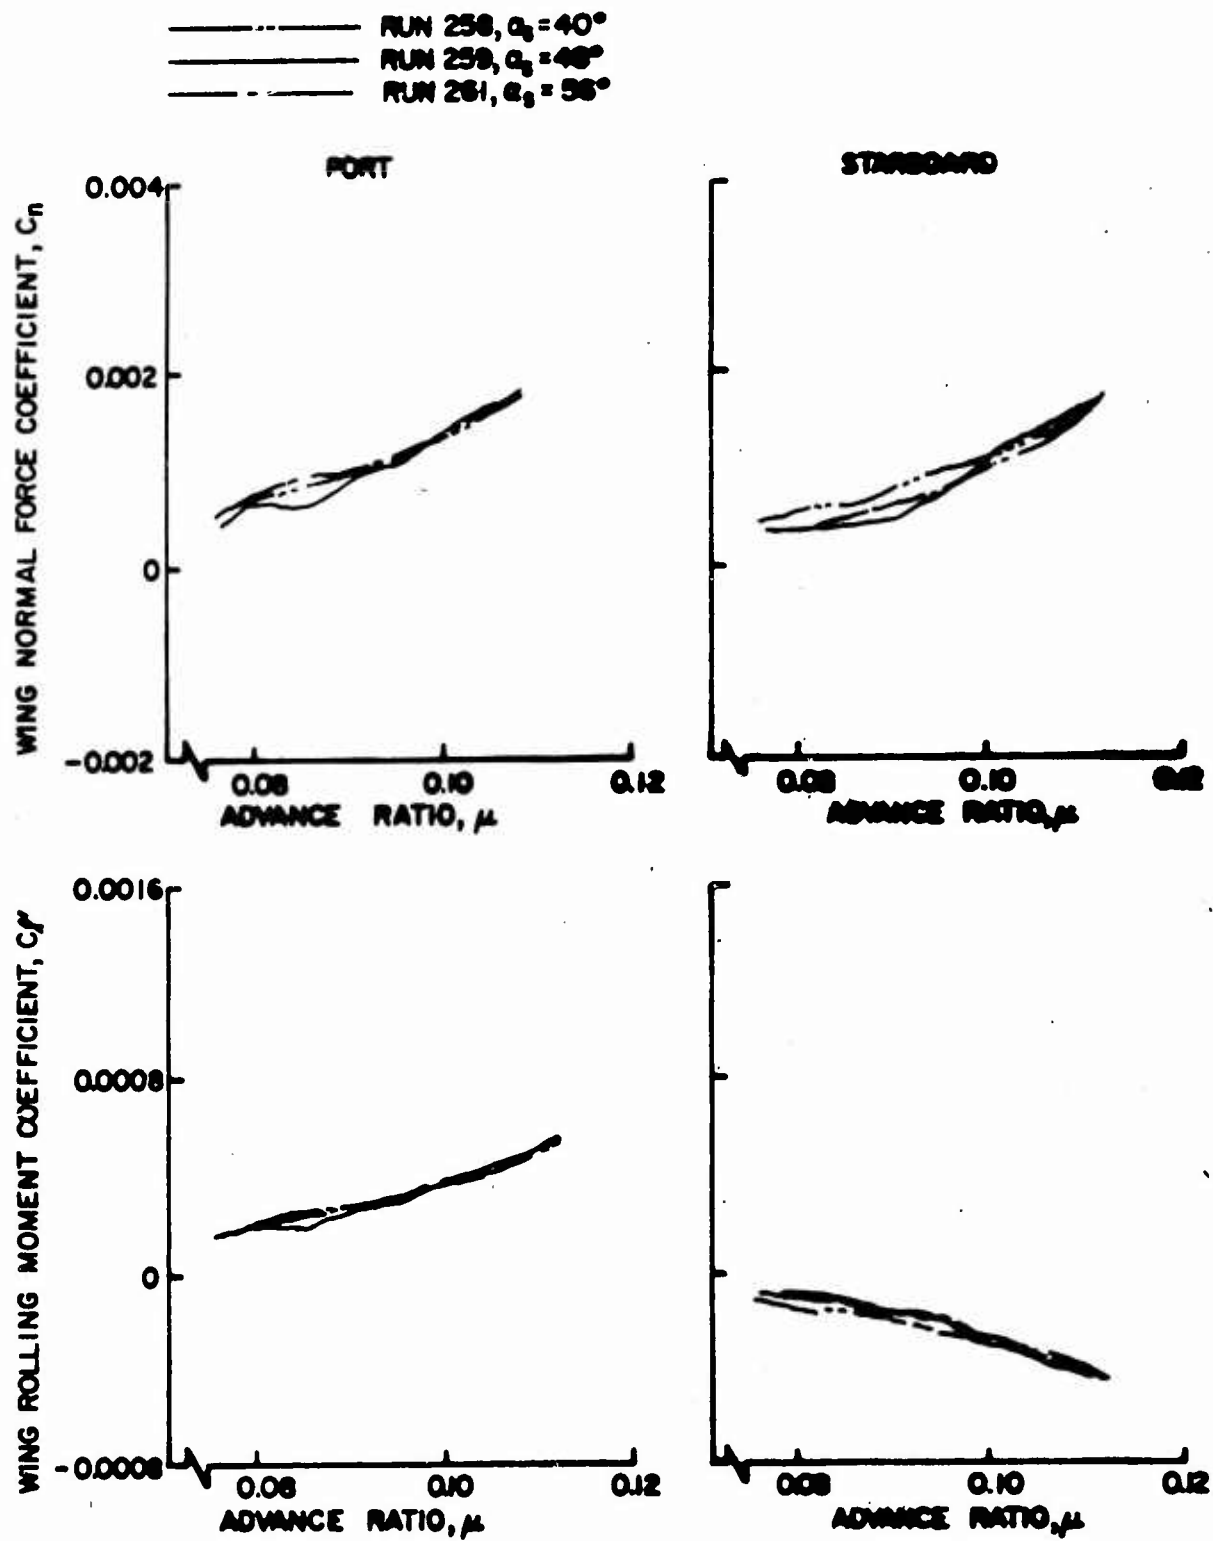 RUN 258, αs = 40°
RUN 259, αs = 48°
RUN 261, αs = 56°
PORT
STARBOARD
WING NORMAL FORCE COEFFICIENT, Cn
0.004
0.002
0
-0.002
0.08 0.10 0.12
ADVANCE RATIO, μ
0.08 0.10 0.12
ADVANCE RATIO, μ
WING ROLLING MOMENT COEFFICIENT,
0.0016
0.0008
0
-0.0008
0.08 0.10 0.12
ADVANCE RATIO, μ
0.08 0.10 0.12
ADVANCE RATIO, μ